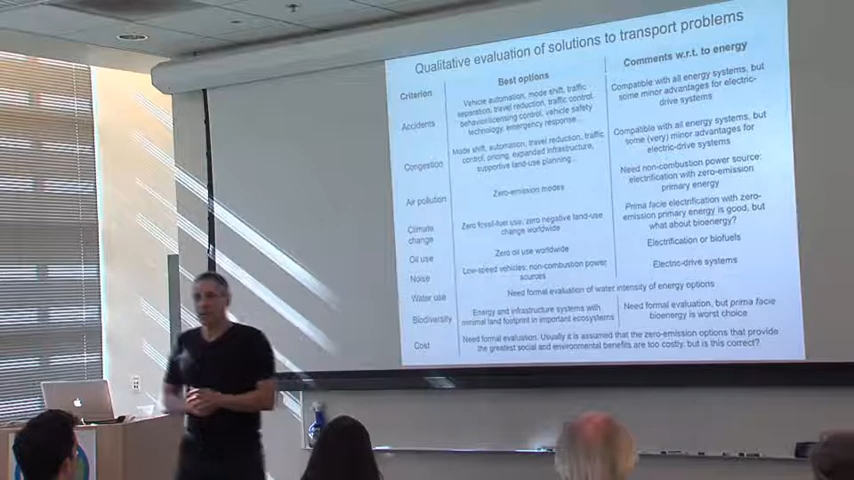 Qualitative evaluation of solutions to transport problems
Criterion
Best options
Comments w.r.t. to energy
Accidents
Vehicle automation, mode shift, traffic
separation, travel reduction, traffic control,
behavior/licensing control, vehicle safety
technology, emergency response...
Compatible with all energy systems, but
some minor advantages for electric-
drive systems
Congestion
Mode shift, automation, travel reduction, traffic
control, pricing, expanded infrastructure,
supportive land-use planning...
Compatible with all energy systems, but
some (very) minor advantages for
electric-drive systems
Air pollution
Zero-emission modes
Need non-combustion power source:
electrification with zero-emission
primary energy
Climate
change
Zero fossil-fuel use, zero negative land-use
change worldwide
Prima facie electrification with zero-
emission primary energy is good, but
what about bioenergy?
Oil use
Zero oil use worldwide
Electrification or biofuels
Noise
Low-speed vehicles; non-combustion power
sources
Electric-drive systems
Water use
Need formal evaluation of water intensity of energy options
Biodiversity
Energy and infrastructure systems with
minimal land footprint in important ecosystems
Need formal evaluation, but prima facie
bioenergy is worst choice
Cost
Need formal evaluation. Usually it is assumed that the zero-emission options that provide
the greatest social and environmental benefits are too costly, but is this correct?